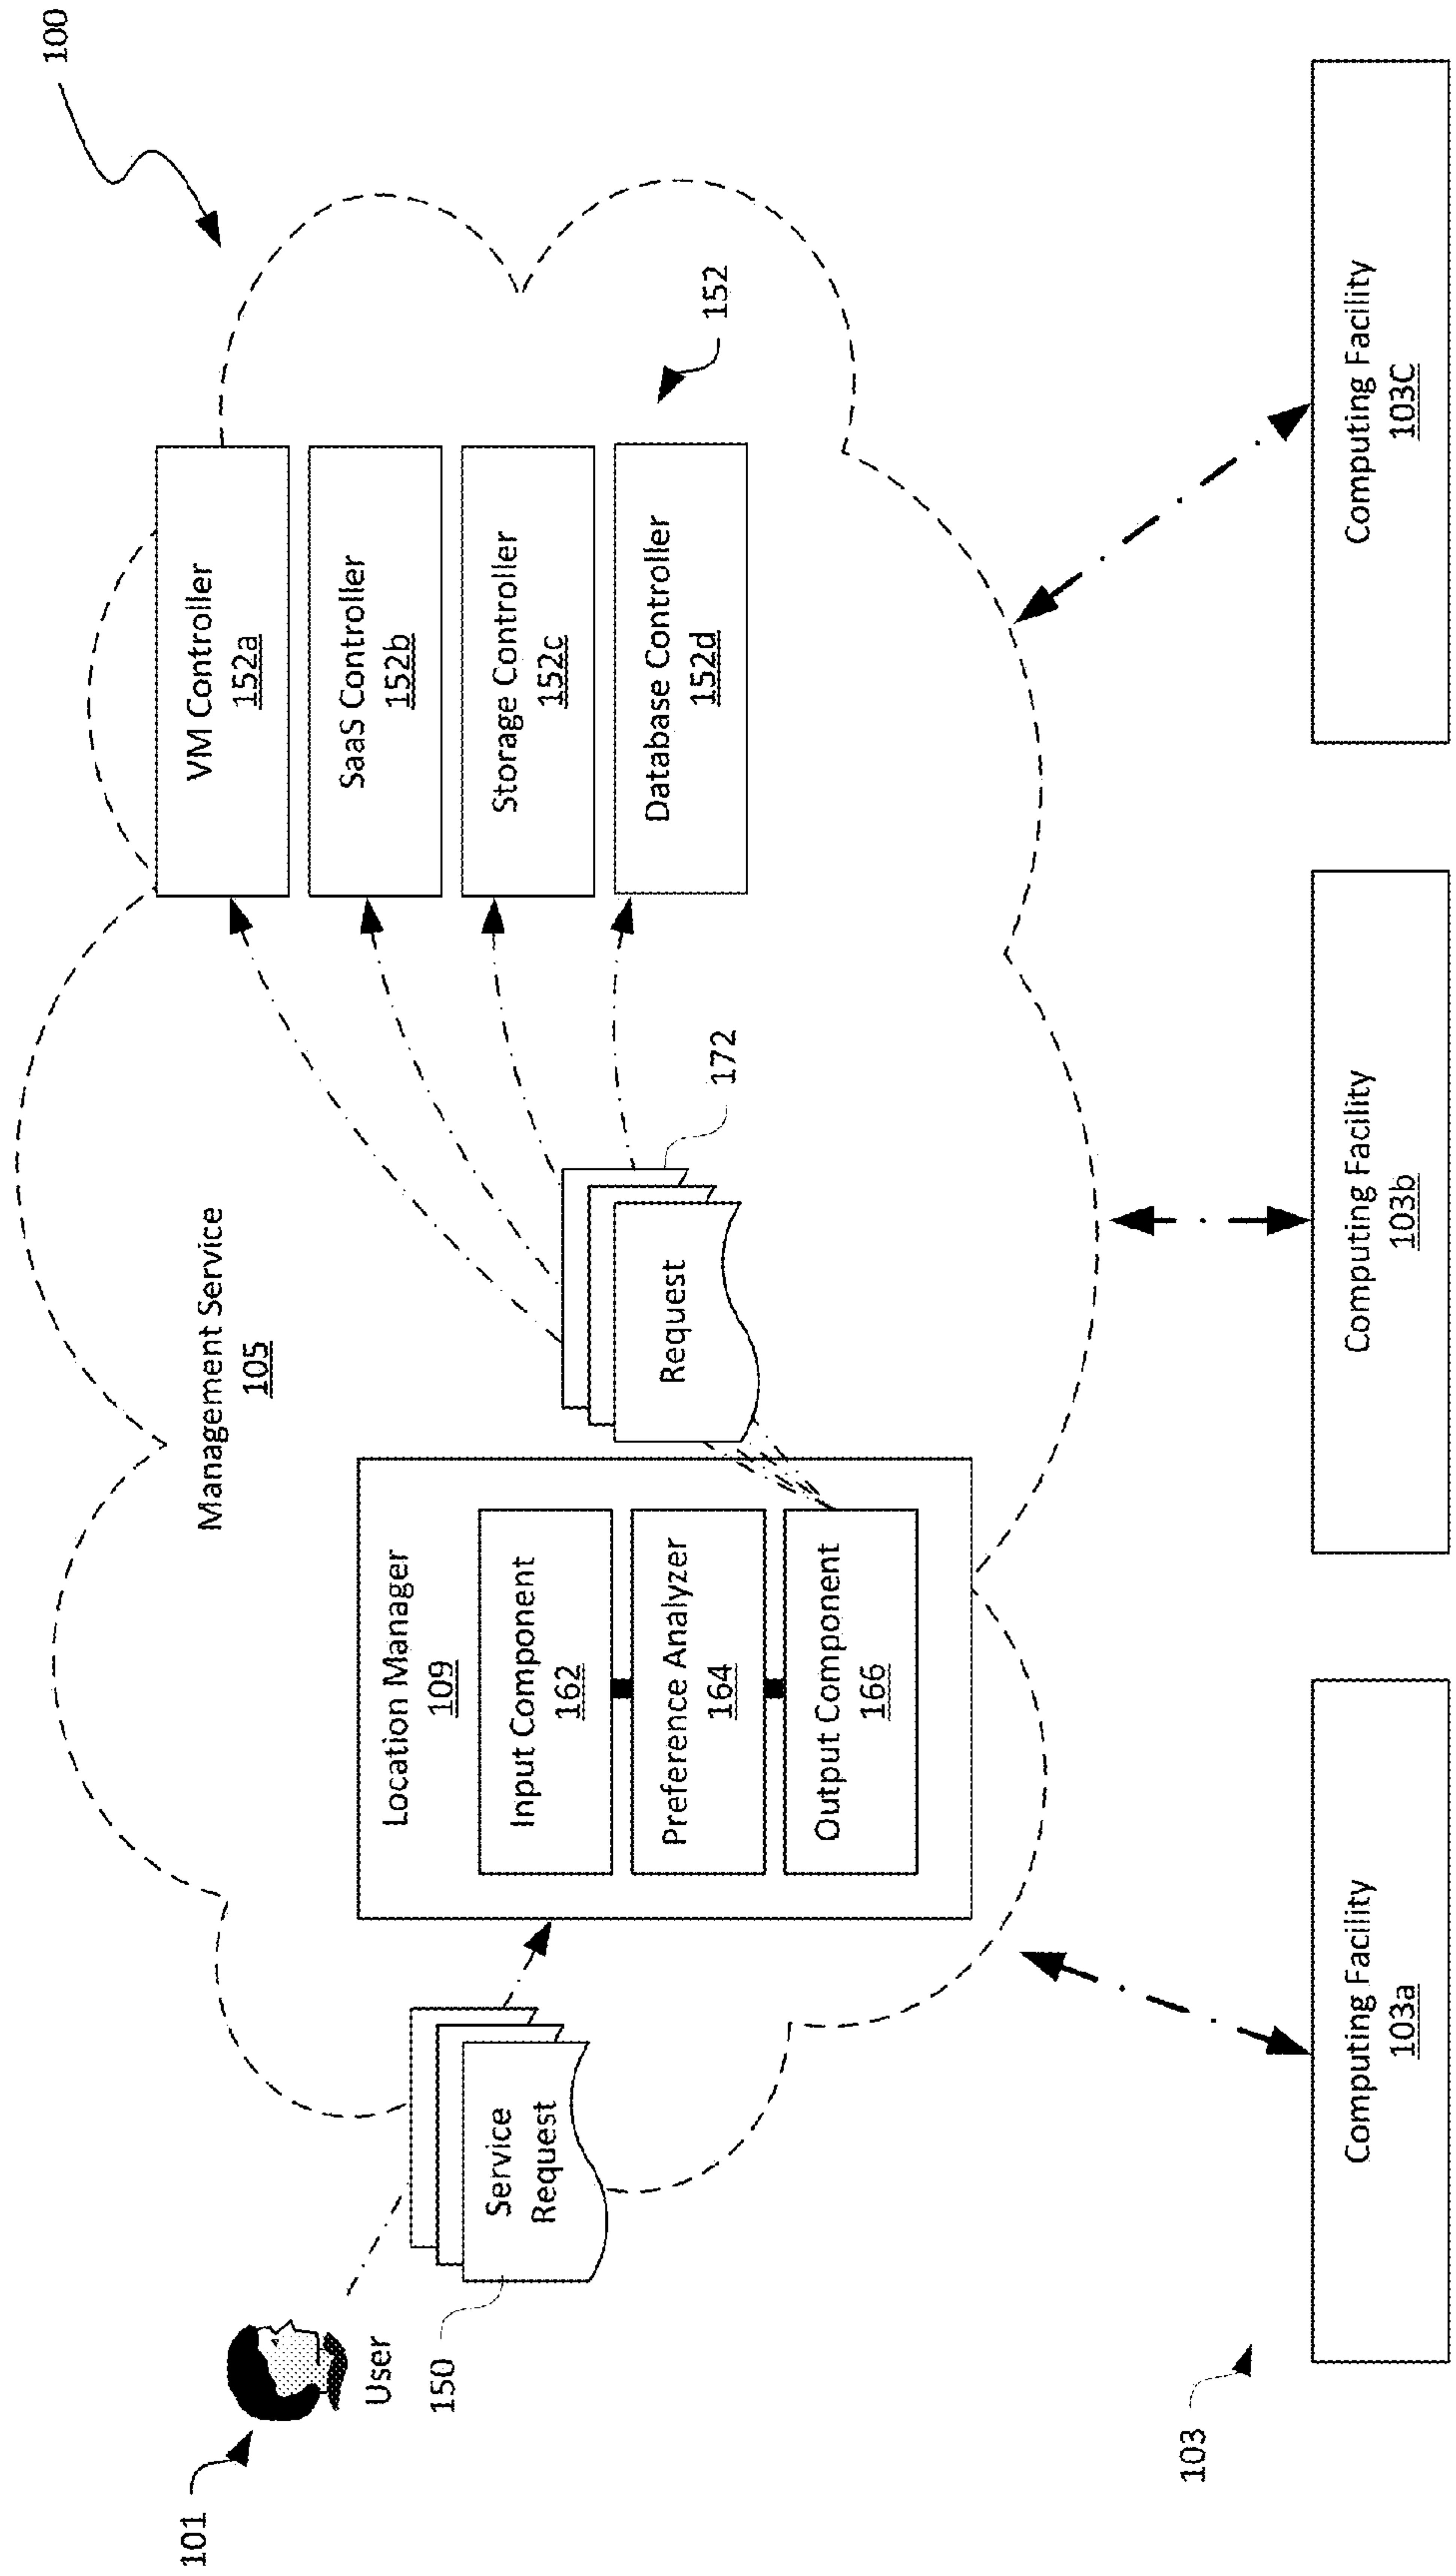 100
Management Service
105
101
User
150
Service
Request
Location Manager
109
Input Component
162
Preference Analyzer
164
Output Component
166
Request
172
VM Controller
152a
SaaS Controller
152b
Storage Controller
152c
Database Controller
152d
152
103
Computing Facility
103a
Computing Facility
103b
Computing Facility
103C